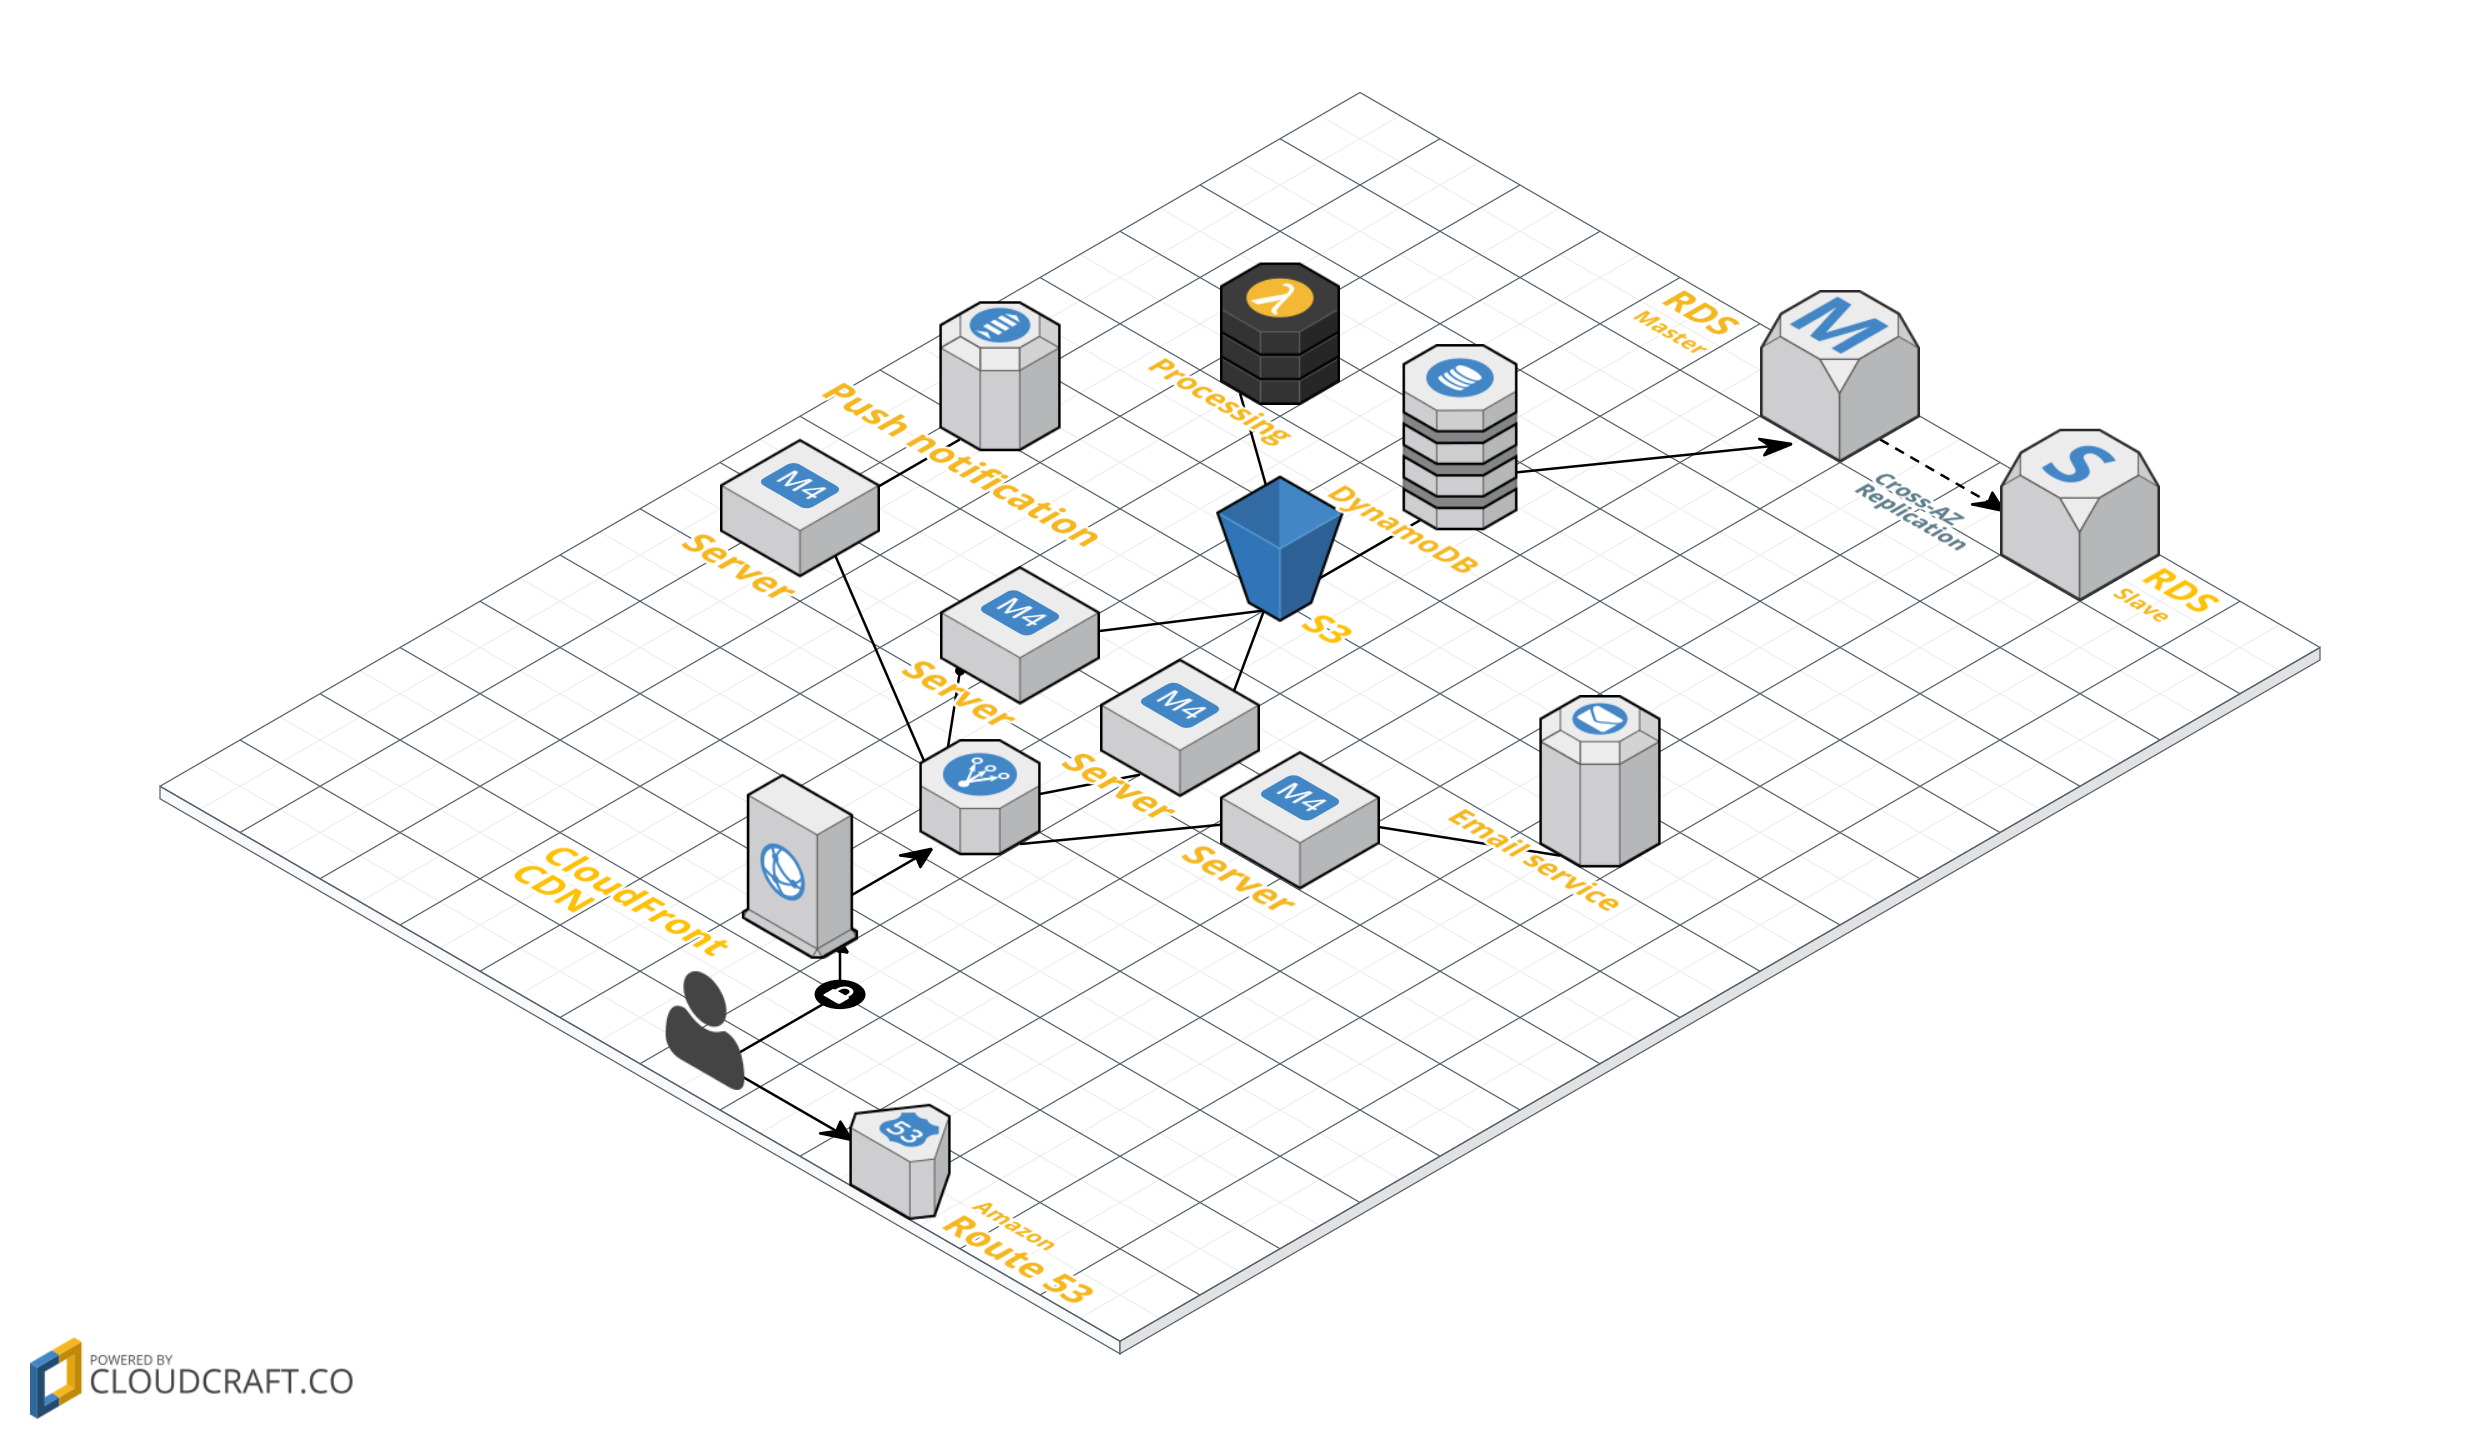 RDS
Master
M
λ
Processing
Push notification
M4
Server
DynamoDB
Cross-AZ
Replication
S
RDS
Slave
M4
Server
S3
M4
Server
M4
Server
Email service
CloudFront
CDN
53
Amazon
Route 53
POWERED BY
CLOUDCRAFT.CO